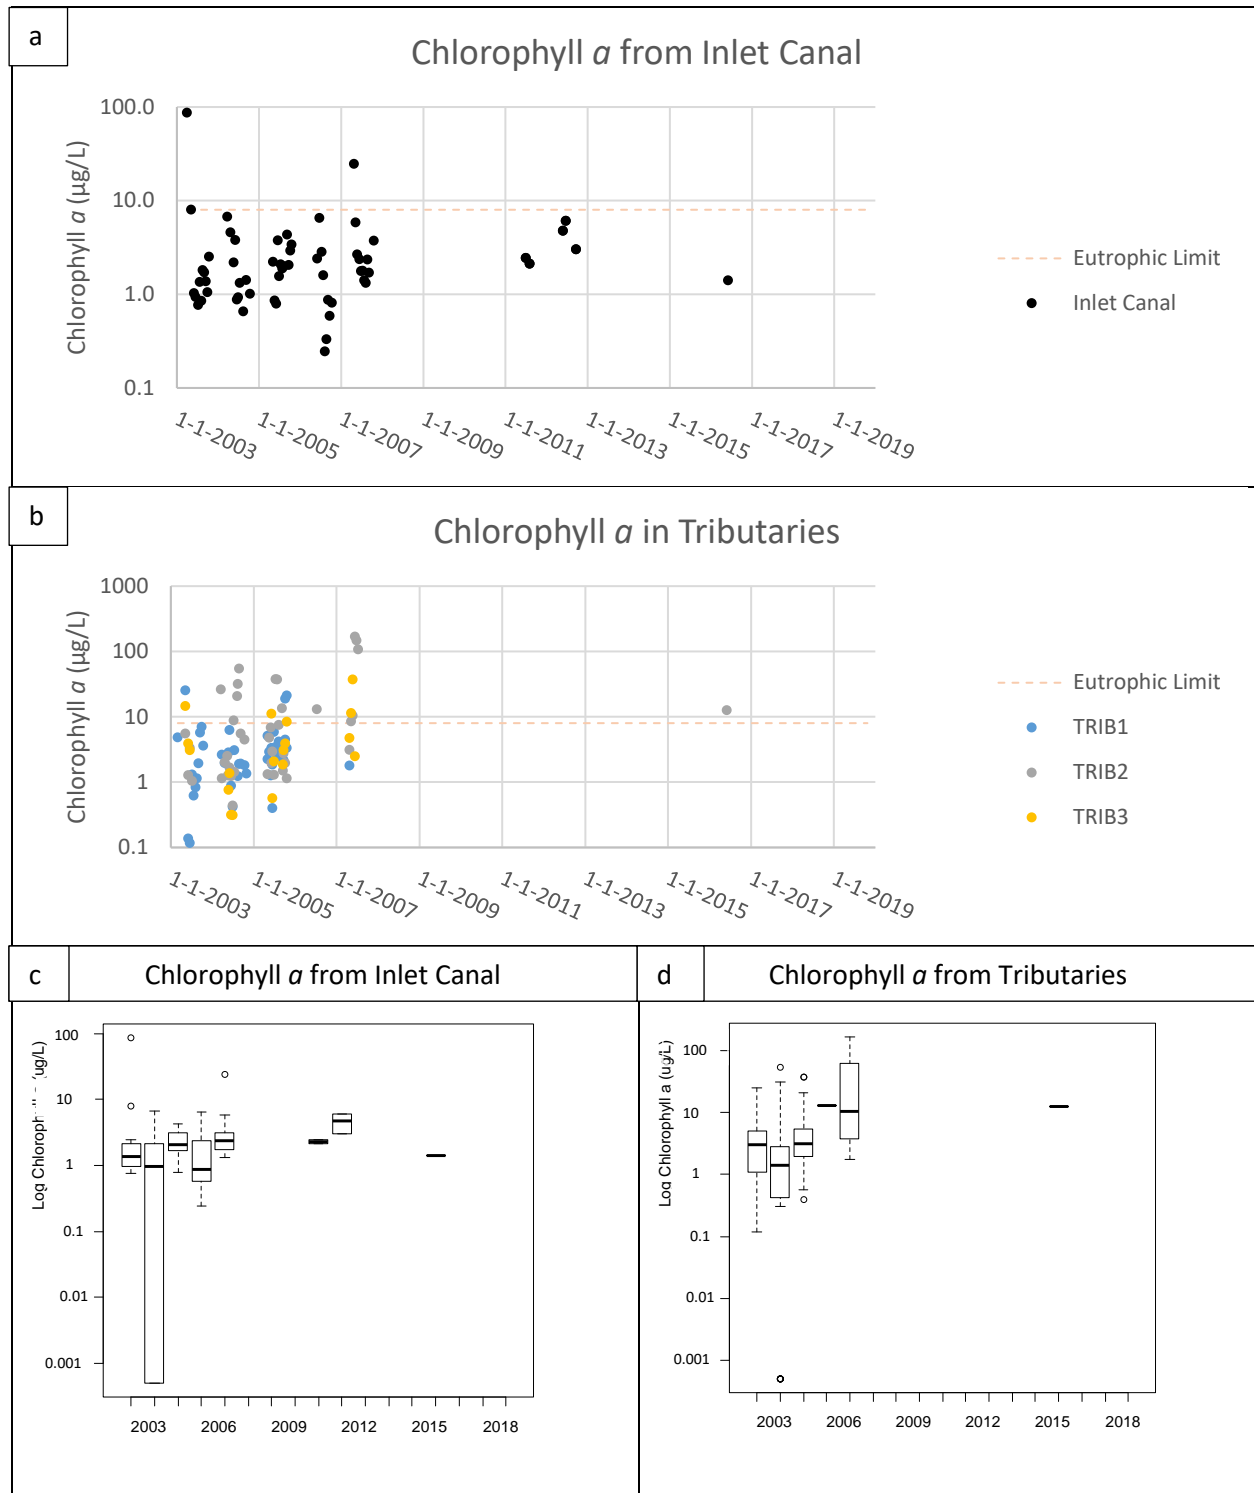 a
Chlorophyll a from Inlet Canal
Chlorophyll a (µg/L)
100.0
10.0
1.0
0.1
1-1-2003
1-1-2005
1-1-2007
1-1-2009
1-1-2011
1-1-2013
1-1-2015
1-1-2017
1-1-2019
Eutrophic Limit
Inlet Canal
b
Chlorophyll a in Tributaries
Chlorophyll a (µg/L)
1000
100
10
1
0.1
1-1-2003
1-1-2005
1-1-2007
1-1-2009
1-1-2011
1-1-2013
1-1-2015
1-1-2017
1-1-2019
Eutrophic Limit
TRIB1
TRIB2
TRIB3
c
Chlorophyll a from Inlet Canal
Log Chlorophyll (ug/L)
100
10
1
0.1
0.01
0.001
2003
2006
2009
2012
2015
2018
d
Chlorophyll a from Tributaries
Log Chlorophyll a (ug/L)
100
10
1
0.1
0.01
0.001
2003
2006
2009
2012
2015
2018